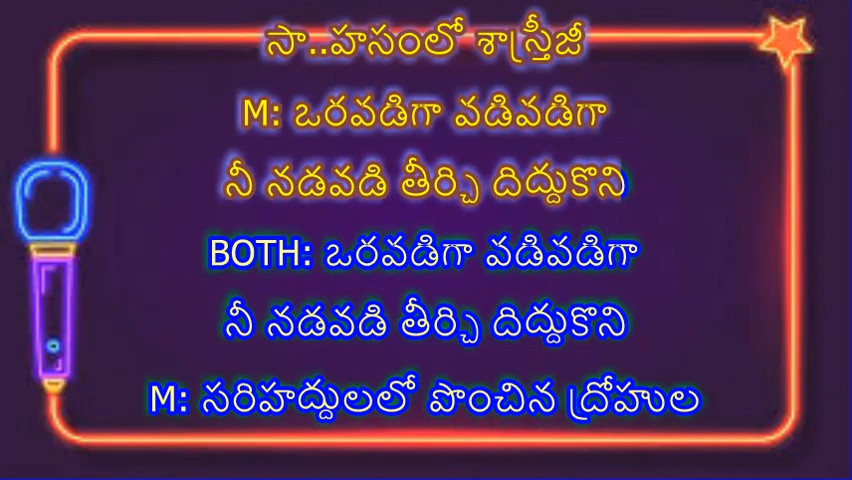 సా..హసంలో శాస్త్రీజీ
M: ఒరవడిగా వడివడిగా
నీ నడవడి తీర్చి దిద్దుకొని
BOTH: ఒరవడిగా వడివడిగా
నీ నడవడి తీర్చి దిద్దుకొని
M: సరిహద్దులలో పొంచిన ద్రోహుల